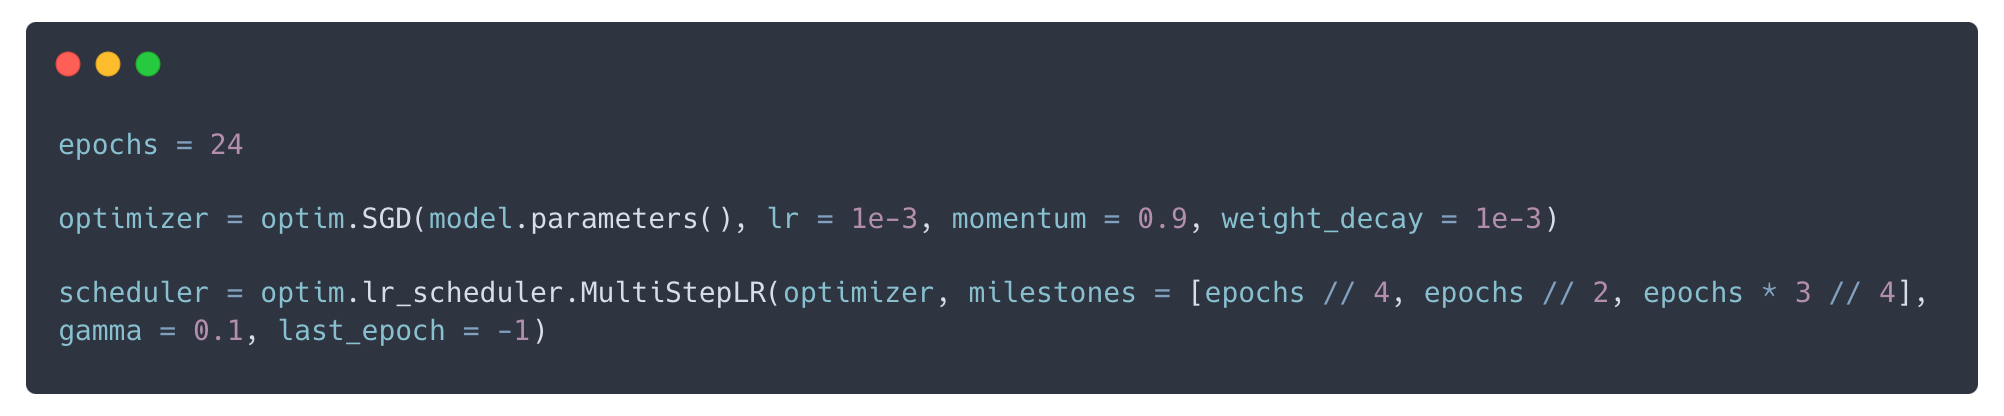 epochs = 24
optimizer = optim.SGD(model.parameters(), lr = 1e-3, momentum = 0.9, weight_decay = 1e-3)
scheduler = optim.lr_scheduler.MultiStepLR(optimizer, milestones = [epochs // 4, epochs // 2, epochs * 3 // 4],
gamma = 0.1, last_epoch = -1)